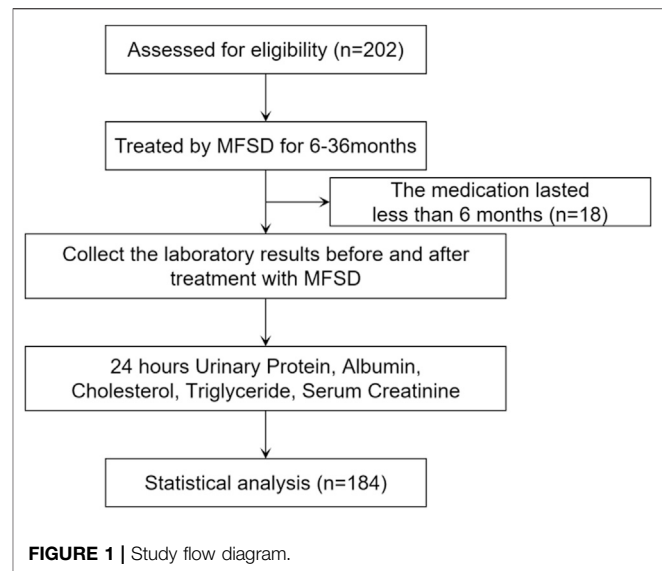 Assessed for eligibility (n=202)
Treated by MFSD for 6-36months
The medication lasted
less than 6 months (n=18)
Collect the laboratory results before and after
treatment with MFSD
24 hours Urinary Protein, Albumin,
Cholesterol, Triglyceride, Serum Creatinine
Statistical analysis (n=184)
FIGURE 1 | Study flow diagram.